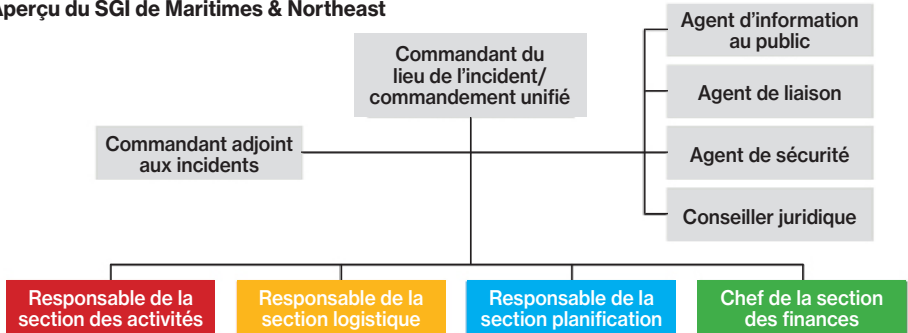 Aperçu du SGI de Maritimes & Northeast
Commandant du
lieu de l'incident/
commandement unifié
Commandant adjoint
aux incidents
Agent d'information
au public
Agent de liaison
Agent de sécurité
Conseiller juridique
Responsable de la
section des activités
Responsable de la
section logistique
Responsable de la
section planification
Chef de la section
des finances